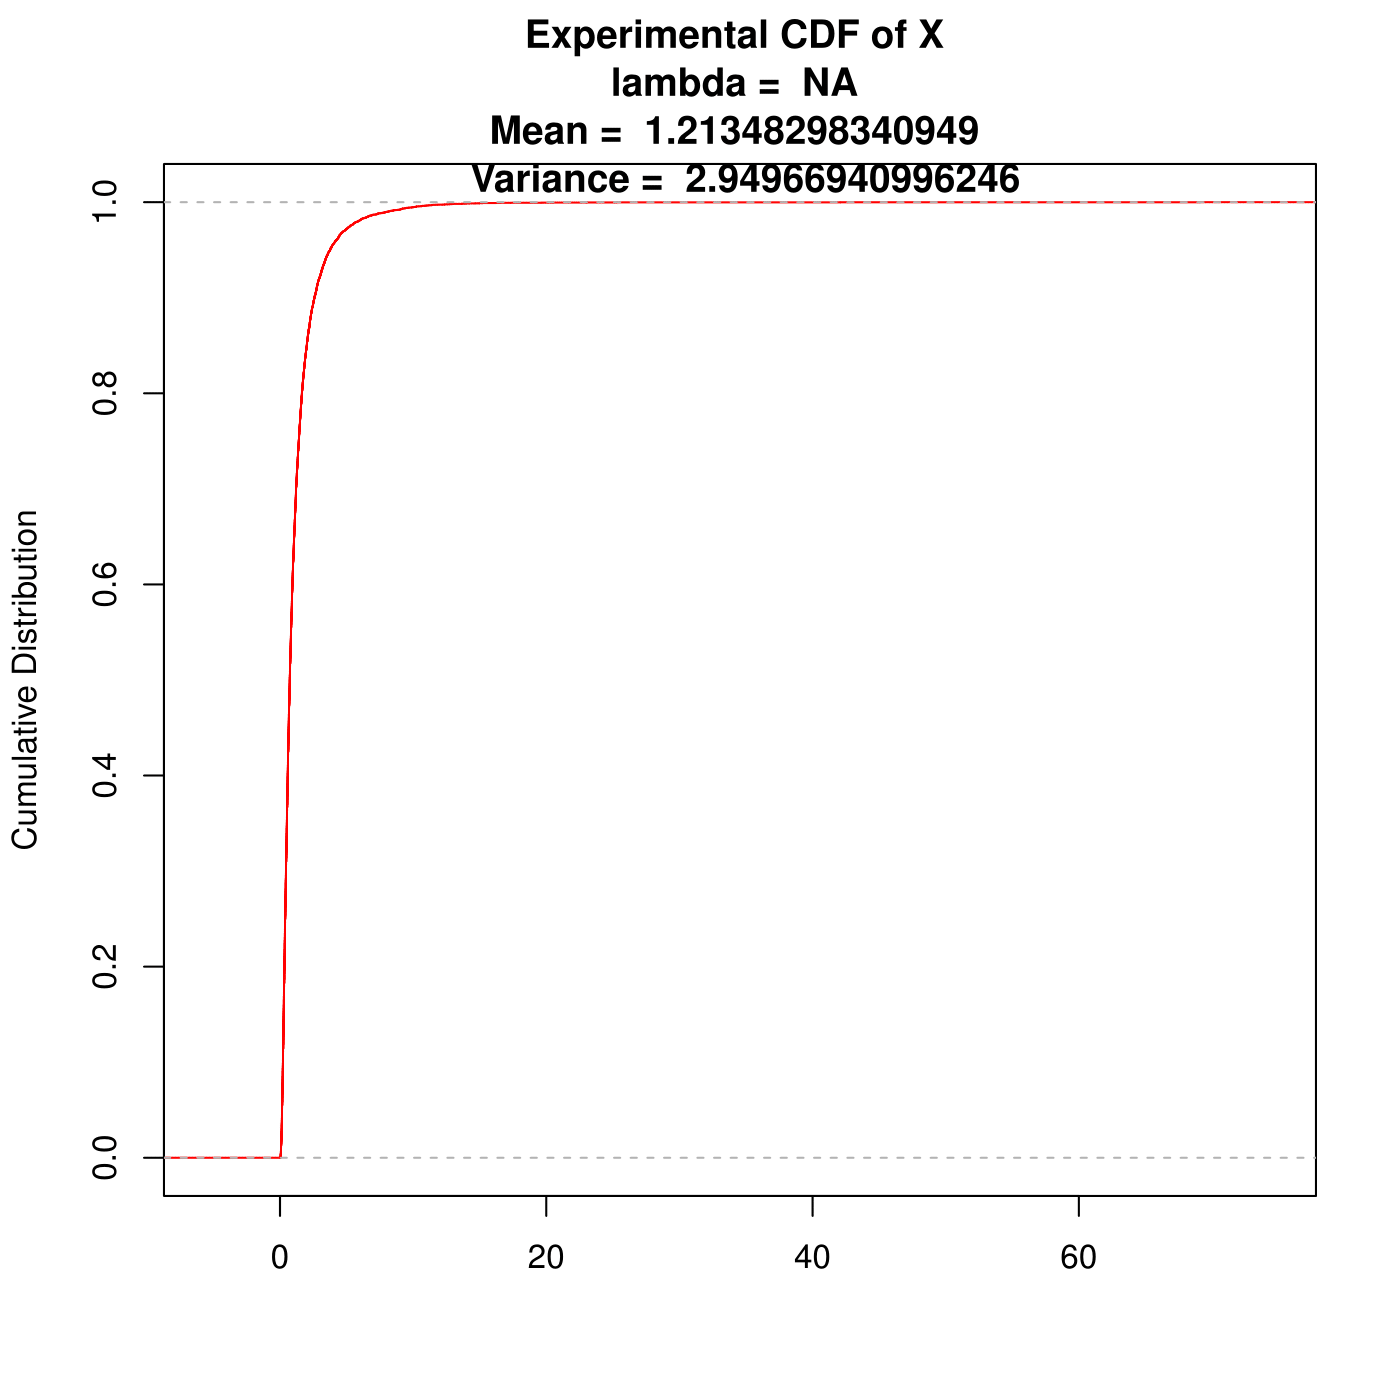 Experimental CDF of X
lambda =  NA
Mean =  1.21348298340949
Variance =  2.94966940996246
1.0
0.8
0.6
0.4
0.2
0.0
Cumulative Distribution
0
20
40
60